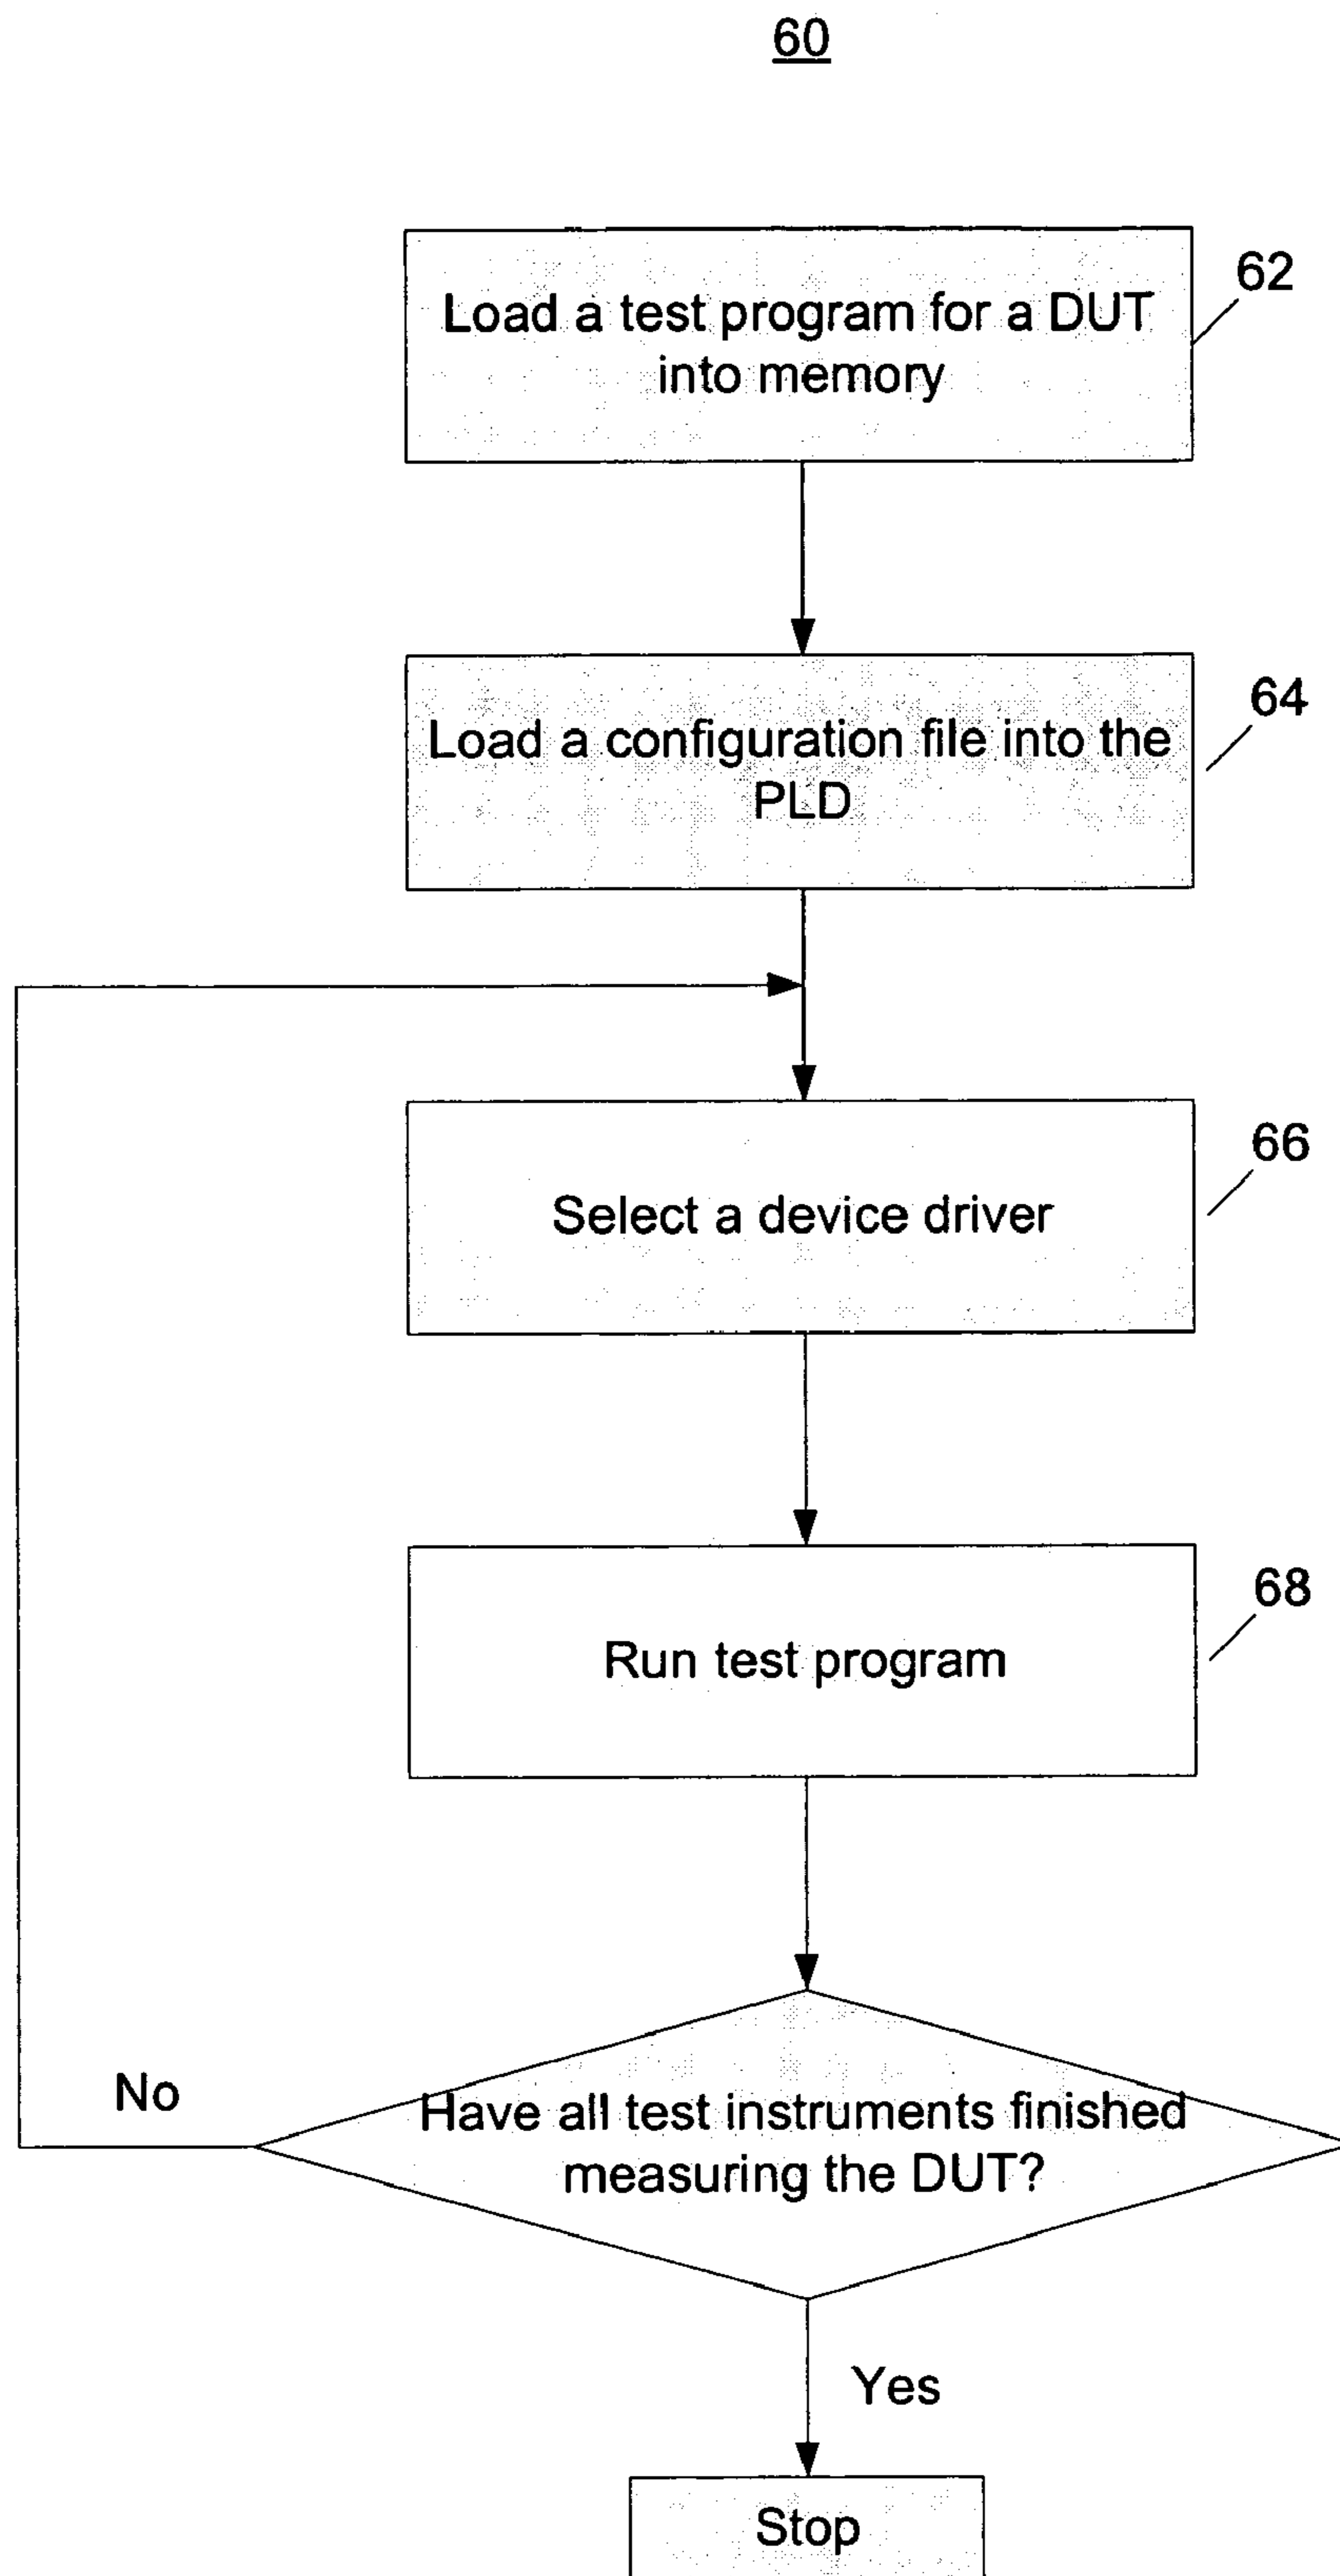 60
Load a test program for a DUT
into memory
62
Load a configuration file into the
PLD
64
Select a device driver
66
Run test program
68
Have all test instruments finished
measuring the DUT?
No
Yes
Stop